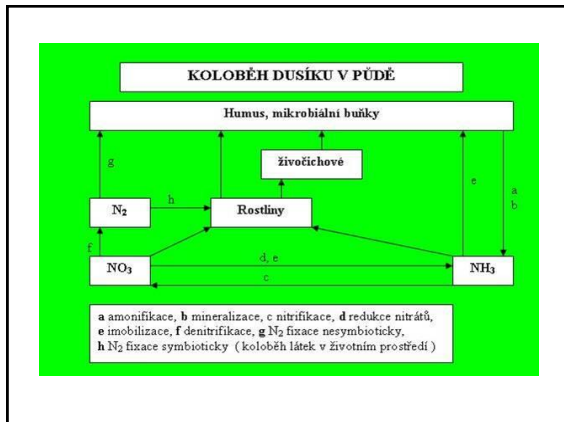 KOLOBĚH DUSÍKU V PŮDĚ
Humus, mikrobiální buňky
živočichové
g
e
a
b
N₂
h
Rostliny
f
NO₃
d, e
c
NH₃
a amonifikace, b mineralizace, c nitrifikace, d redukce nitrátů,
e imobilizace, f denitrifikace, g N₂ fixace nesymbioticky,
h N₂ fixace symbioticky ( koloběh látek v životním prostředí )